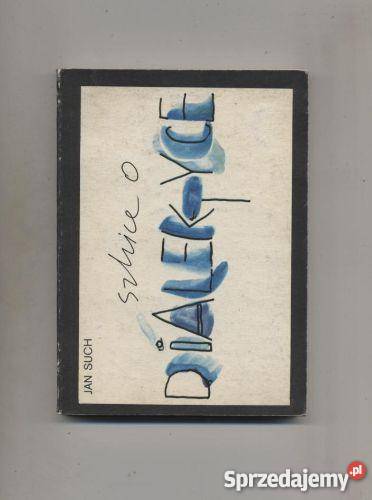 JAN SUCH
szkice o
DIALEKTYCE
Sprzedajemy.pl